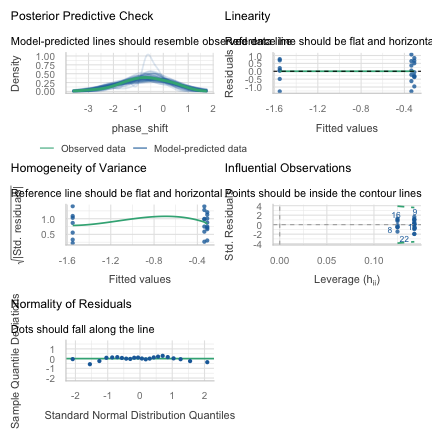 Posterior Predictive Check
Model-predicted lines should resemble observed data line
Density
1.00
0.75
0.50
0.25
0.00
-3
-2
-1
0
1
2
phase_shift
Observed data
Model-predicted data
Linearity
Reference line should be flat and horizontal
Residuals
2
1
0
-1
-1.6
-1.2
-0.8
-0.4
Fitted values
Homogeneity of Variance
Reference line should be flat and horizontal
√|Std. residuals|
1.0
0.5
-1.6
-1.2
-0.8
-0.4
Fitted values
Influential Observations
Points should be inside the contour lines
Std. Residuals
4
2
0
-2
-4
16
9
8
22
0.00
0.05
0.10
Leverage (hii)
Normality of Residuals
Dots should fall along the line
Sample Quantile Deviations
1
0
-1
-2
-2
-1
0
1
2
Standard Normal Distribution Quantiles